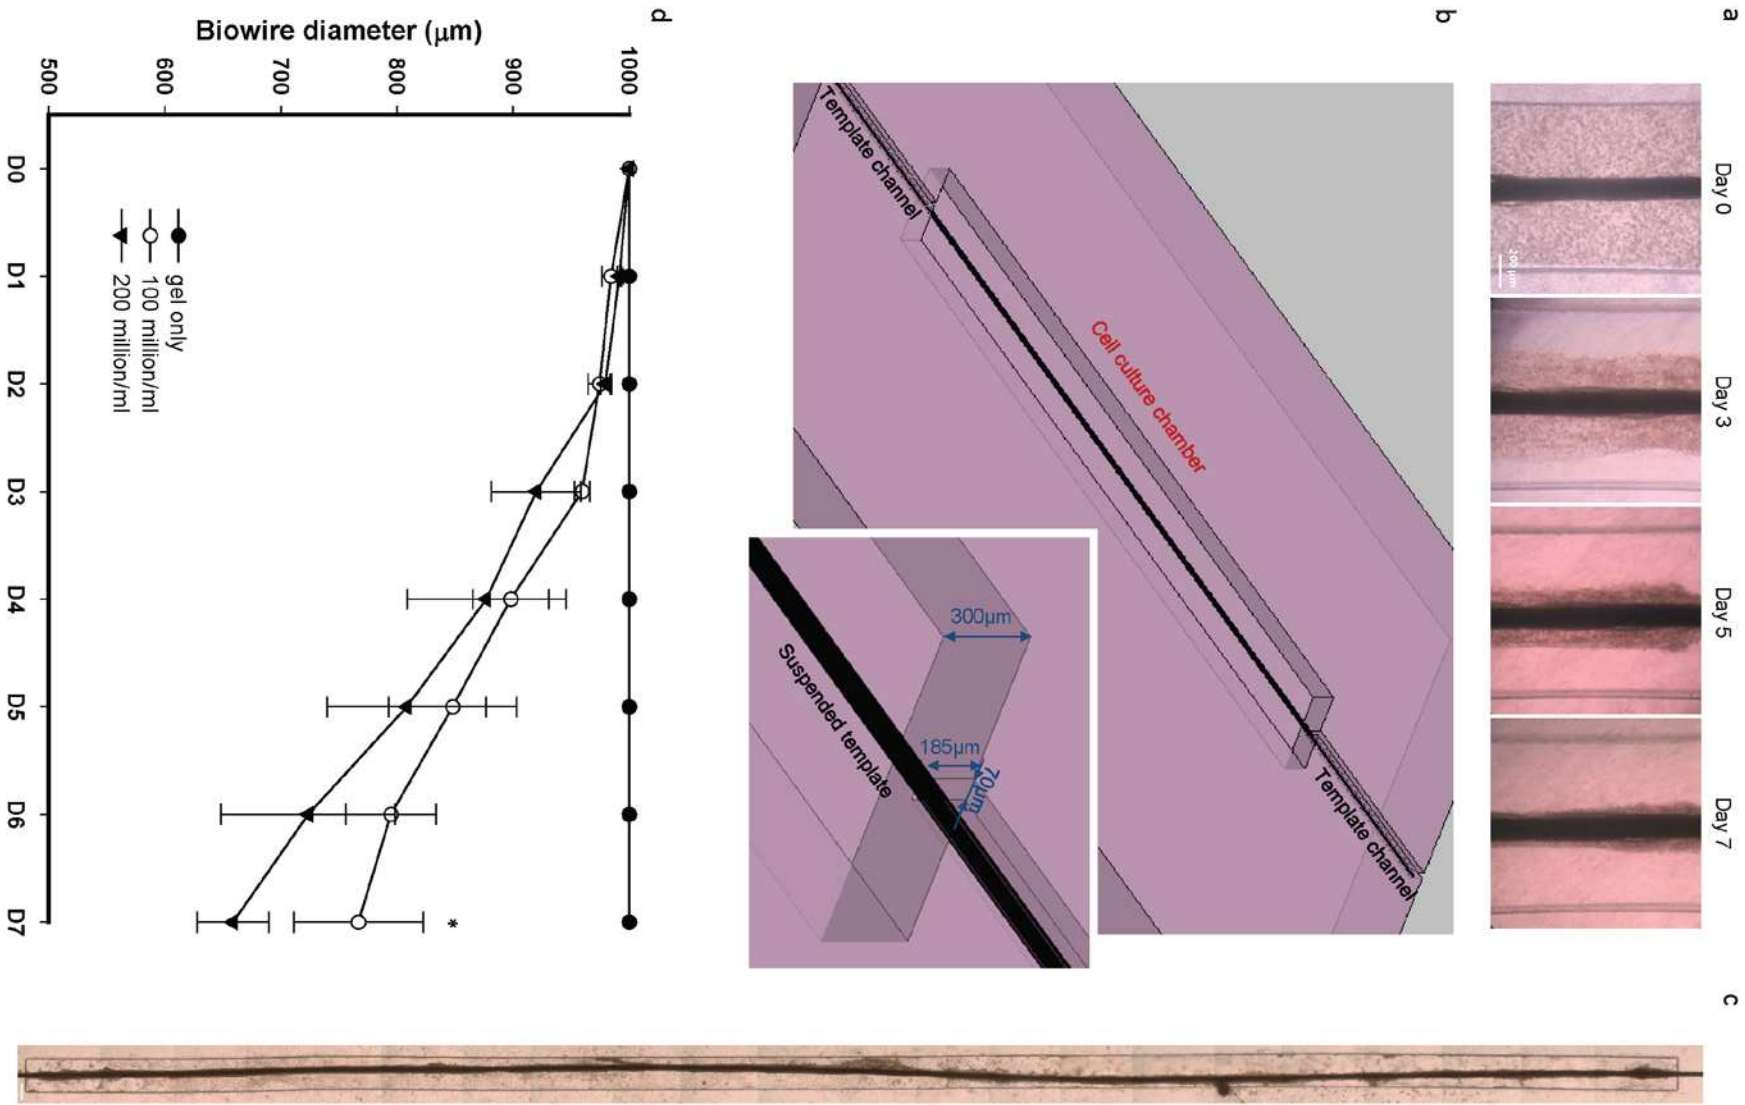 a
Day 0
Day 3
Day 5
Day 7
200 µm
b
Template channel
Cell culture chamber
Template channel
300µm
185µm
70µm
Suspended template
c
d
Biowire diameter (µm)
1000
900
800
700
600
500
D0
D1
D2
D3
D4
D5
D6
D7
gel only
100 million/ml
200 million/ml
*